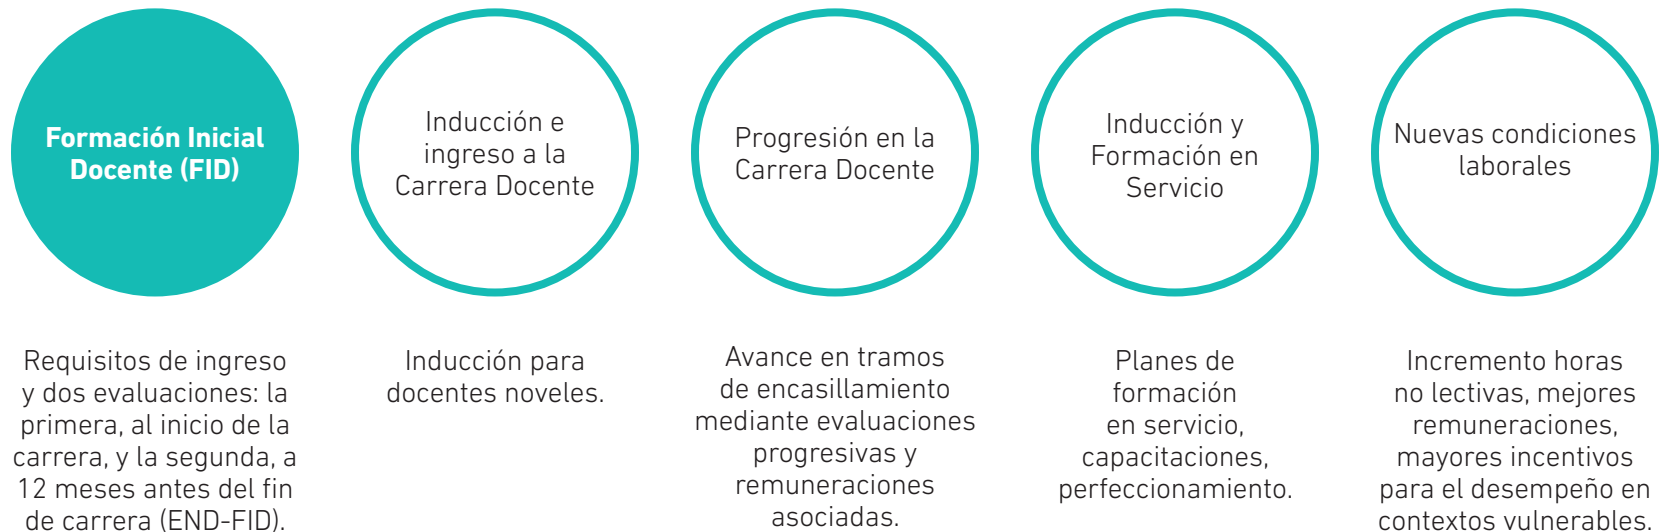 Formación Inicial
Docente (FID)
Inducción e
ingreso a la
Carrera Docente
Progresión en la
Carrera Docente
Inducción y
Formación en
Servicio
Nuevas condiciones
laborales
Requisitos de ingreso
y dos evaluaciones: la
primera, al inicio de la
carrera, y la segunda, a
12 meses antes del fin
de carrera (END-FID).
Inducción para
docentes noveles.
Avance en tramos
de encasillamiento
mediante evaluaciones
progresivas y
remuneraciones
asociadas.
Planes de
formación
en servicio,
capacitaciones,
perfeccionamiento.
Incremento horas
no lectivas, mejores
remuneraciones,
mayores incentivos
para el desempeño en
contextos vulnerables.